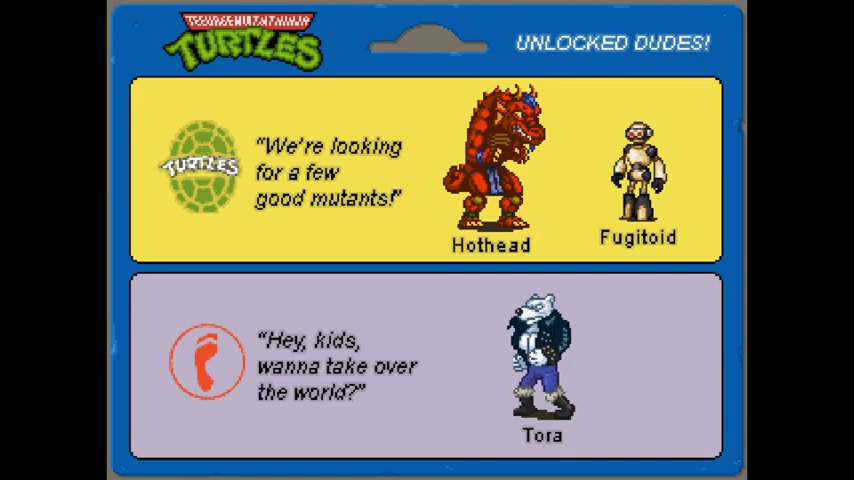 TEENAGE MUTANT NINJA
TURTLES
UNLOCKED DUDES!
TURTLES
"We're looking
for a few
good mutants!"
Hothead
Fugitoid
"Hey, kids,
wanna take over
the world?"
Tora